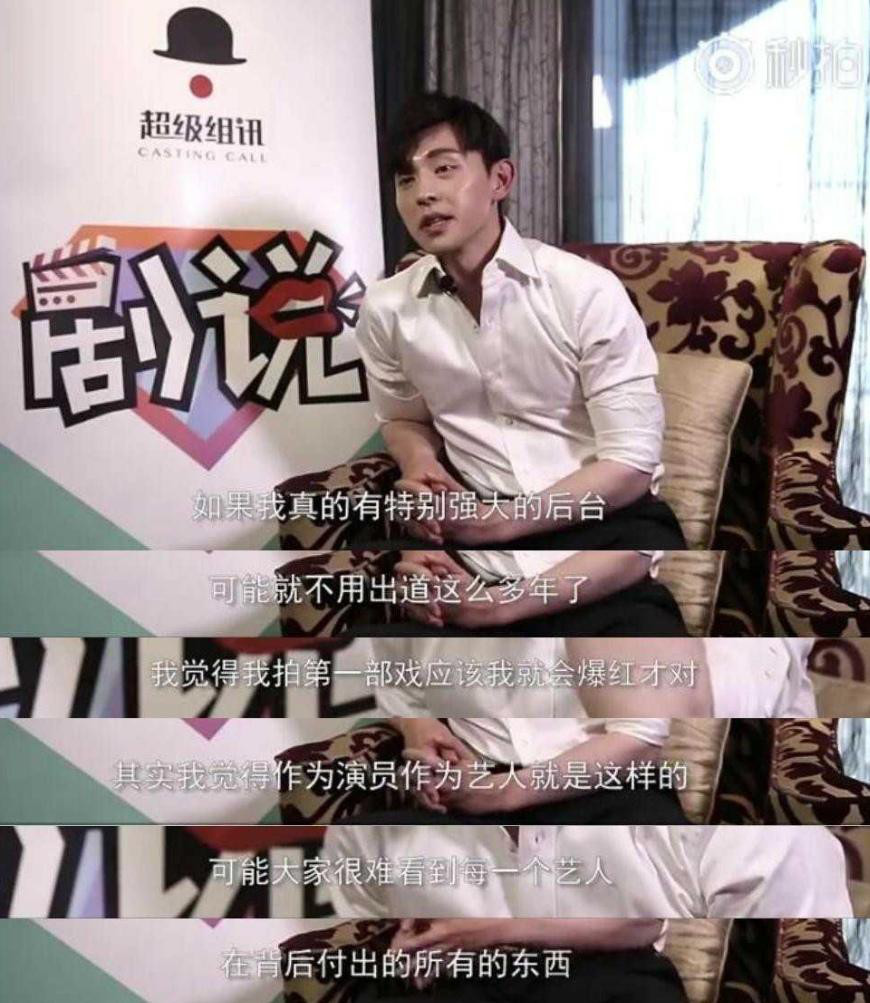 秒拍
超级组讯
CASTING CALL
剧说
如果我真的有特别强大的后台
可能就不用出道这么多年了
我觉得我拍第一部戏应该我就会爆红才对
其实我觉得作为演员作为艺人就是这样的
可能大家很难看到每一个艺人
在背后付出的所有的东西